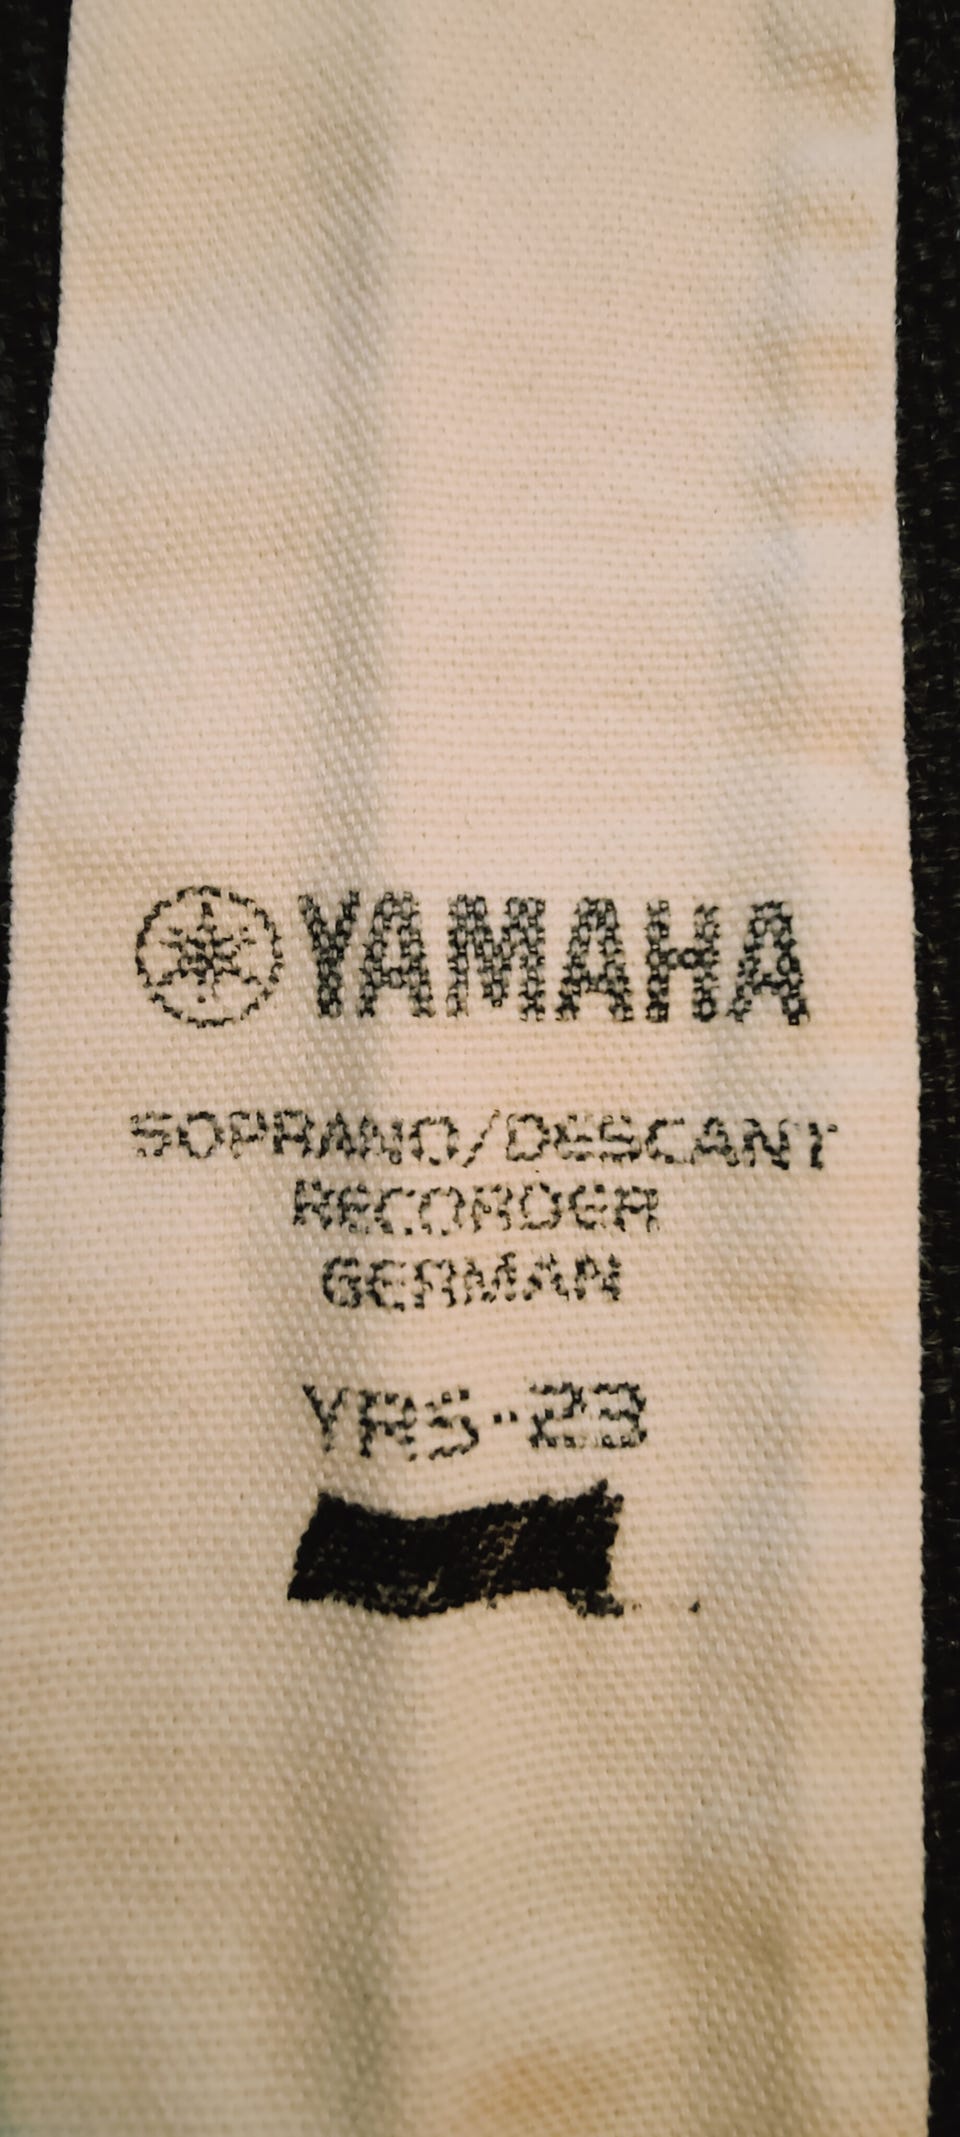 YAMAHA
SOPRANO/DESCANT
RECORDER
GERMAN
YRS-23